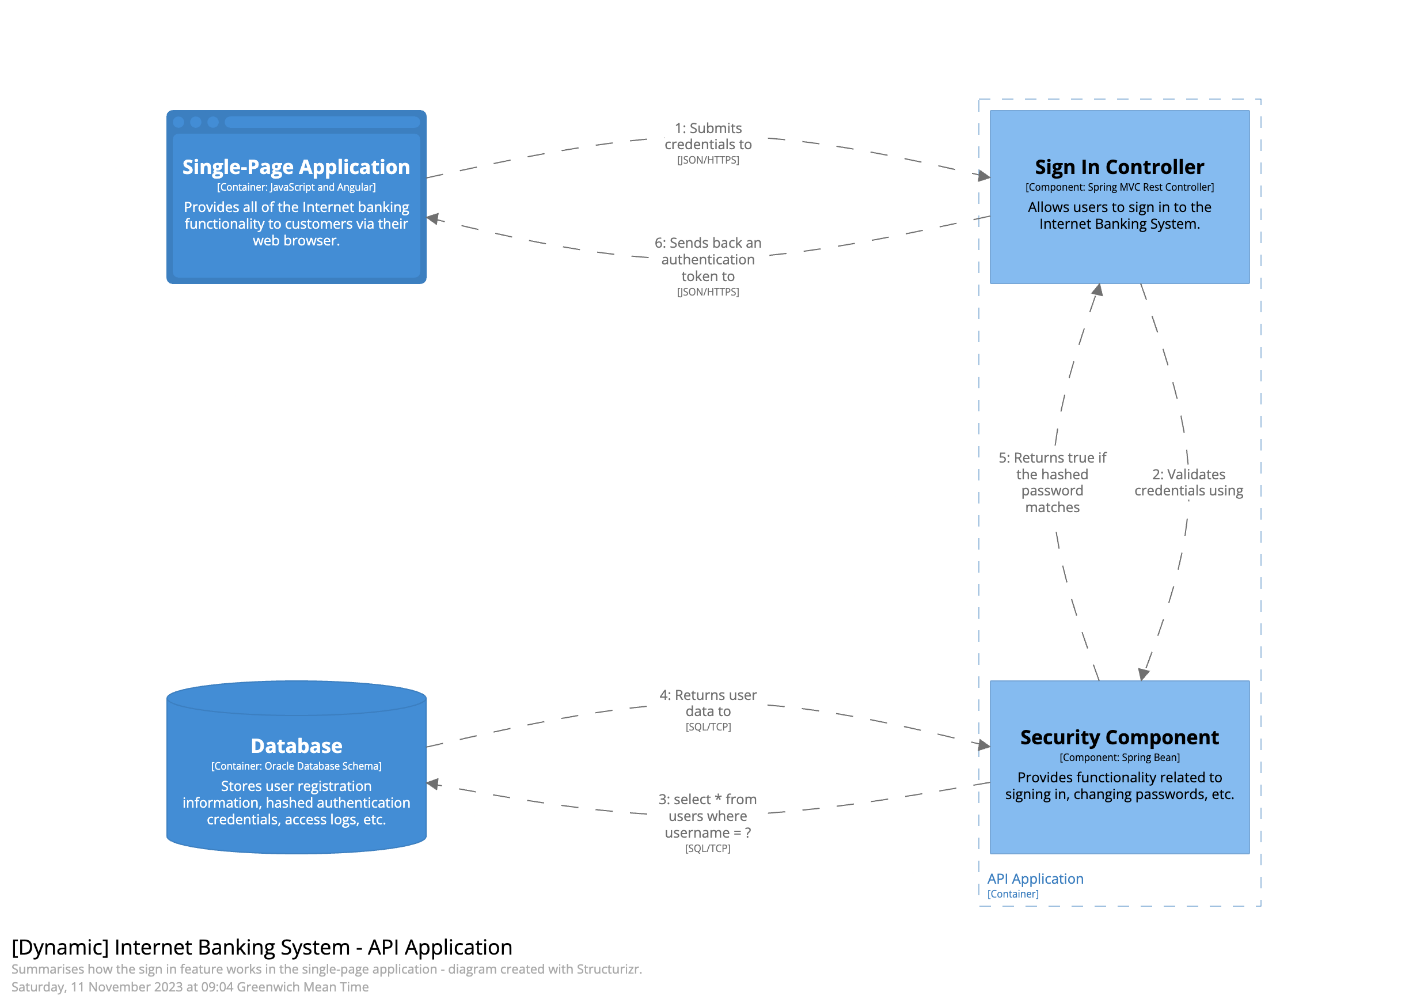 Single-Page Application
[Container: JavaScript and Angular]
Provides all of the Internet banking
functionality to customers via their
web browser.
1: Submits
credentials to
[JSON/HTTPS]
6: Sends back an
authentication
token to
[JSON/HTTPS]
Sign In Controller
[Component: Spring MVC Rest Controller]
Allows users to sign in to the
Internet Banking System.
5: Returns true if
the hashed
password
matches
2: Validates
credentials using
Database
[Container: Oracle Database Schema]
Stores user registration
information, hashed authentication
credentials, access logs, etc.
4: Returns user
data to
[SQL/TCP]
3: select * from
users where
username = ?
[SQL/TCP]
Security Component
[Component: Spring Bean]
Provides functionality related to
signing in, changing passwords, etc.
API Application
[Container]
[Dynamic] Internet Banking System - API Application
Summarises how the sign in feature works in the single-page application - diagram created with Structurizr.
Saturday, 11 November 2023 at 09:04 Greenwich Mean Time